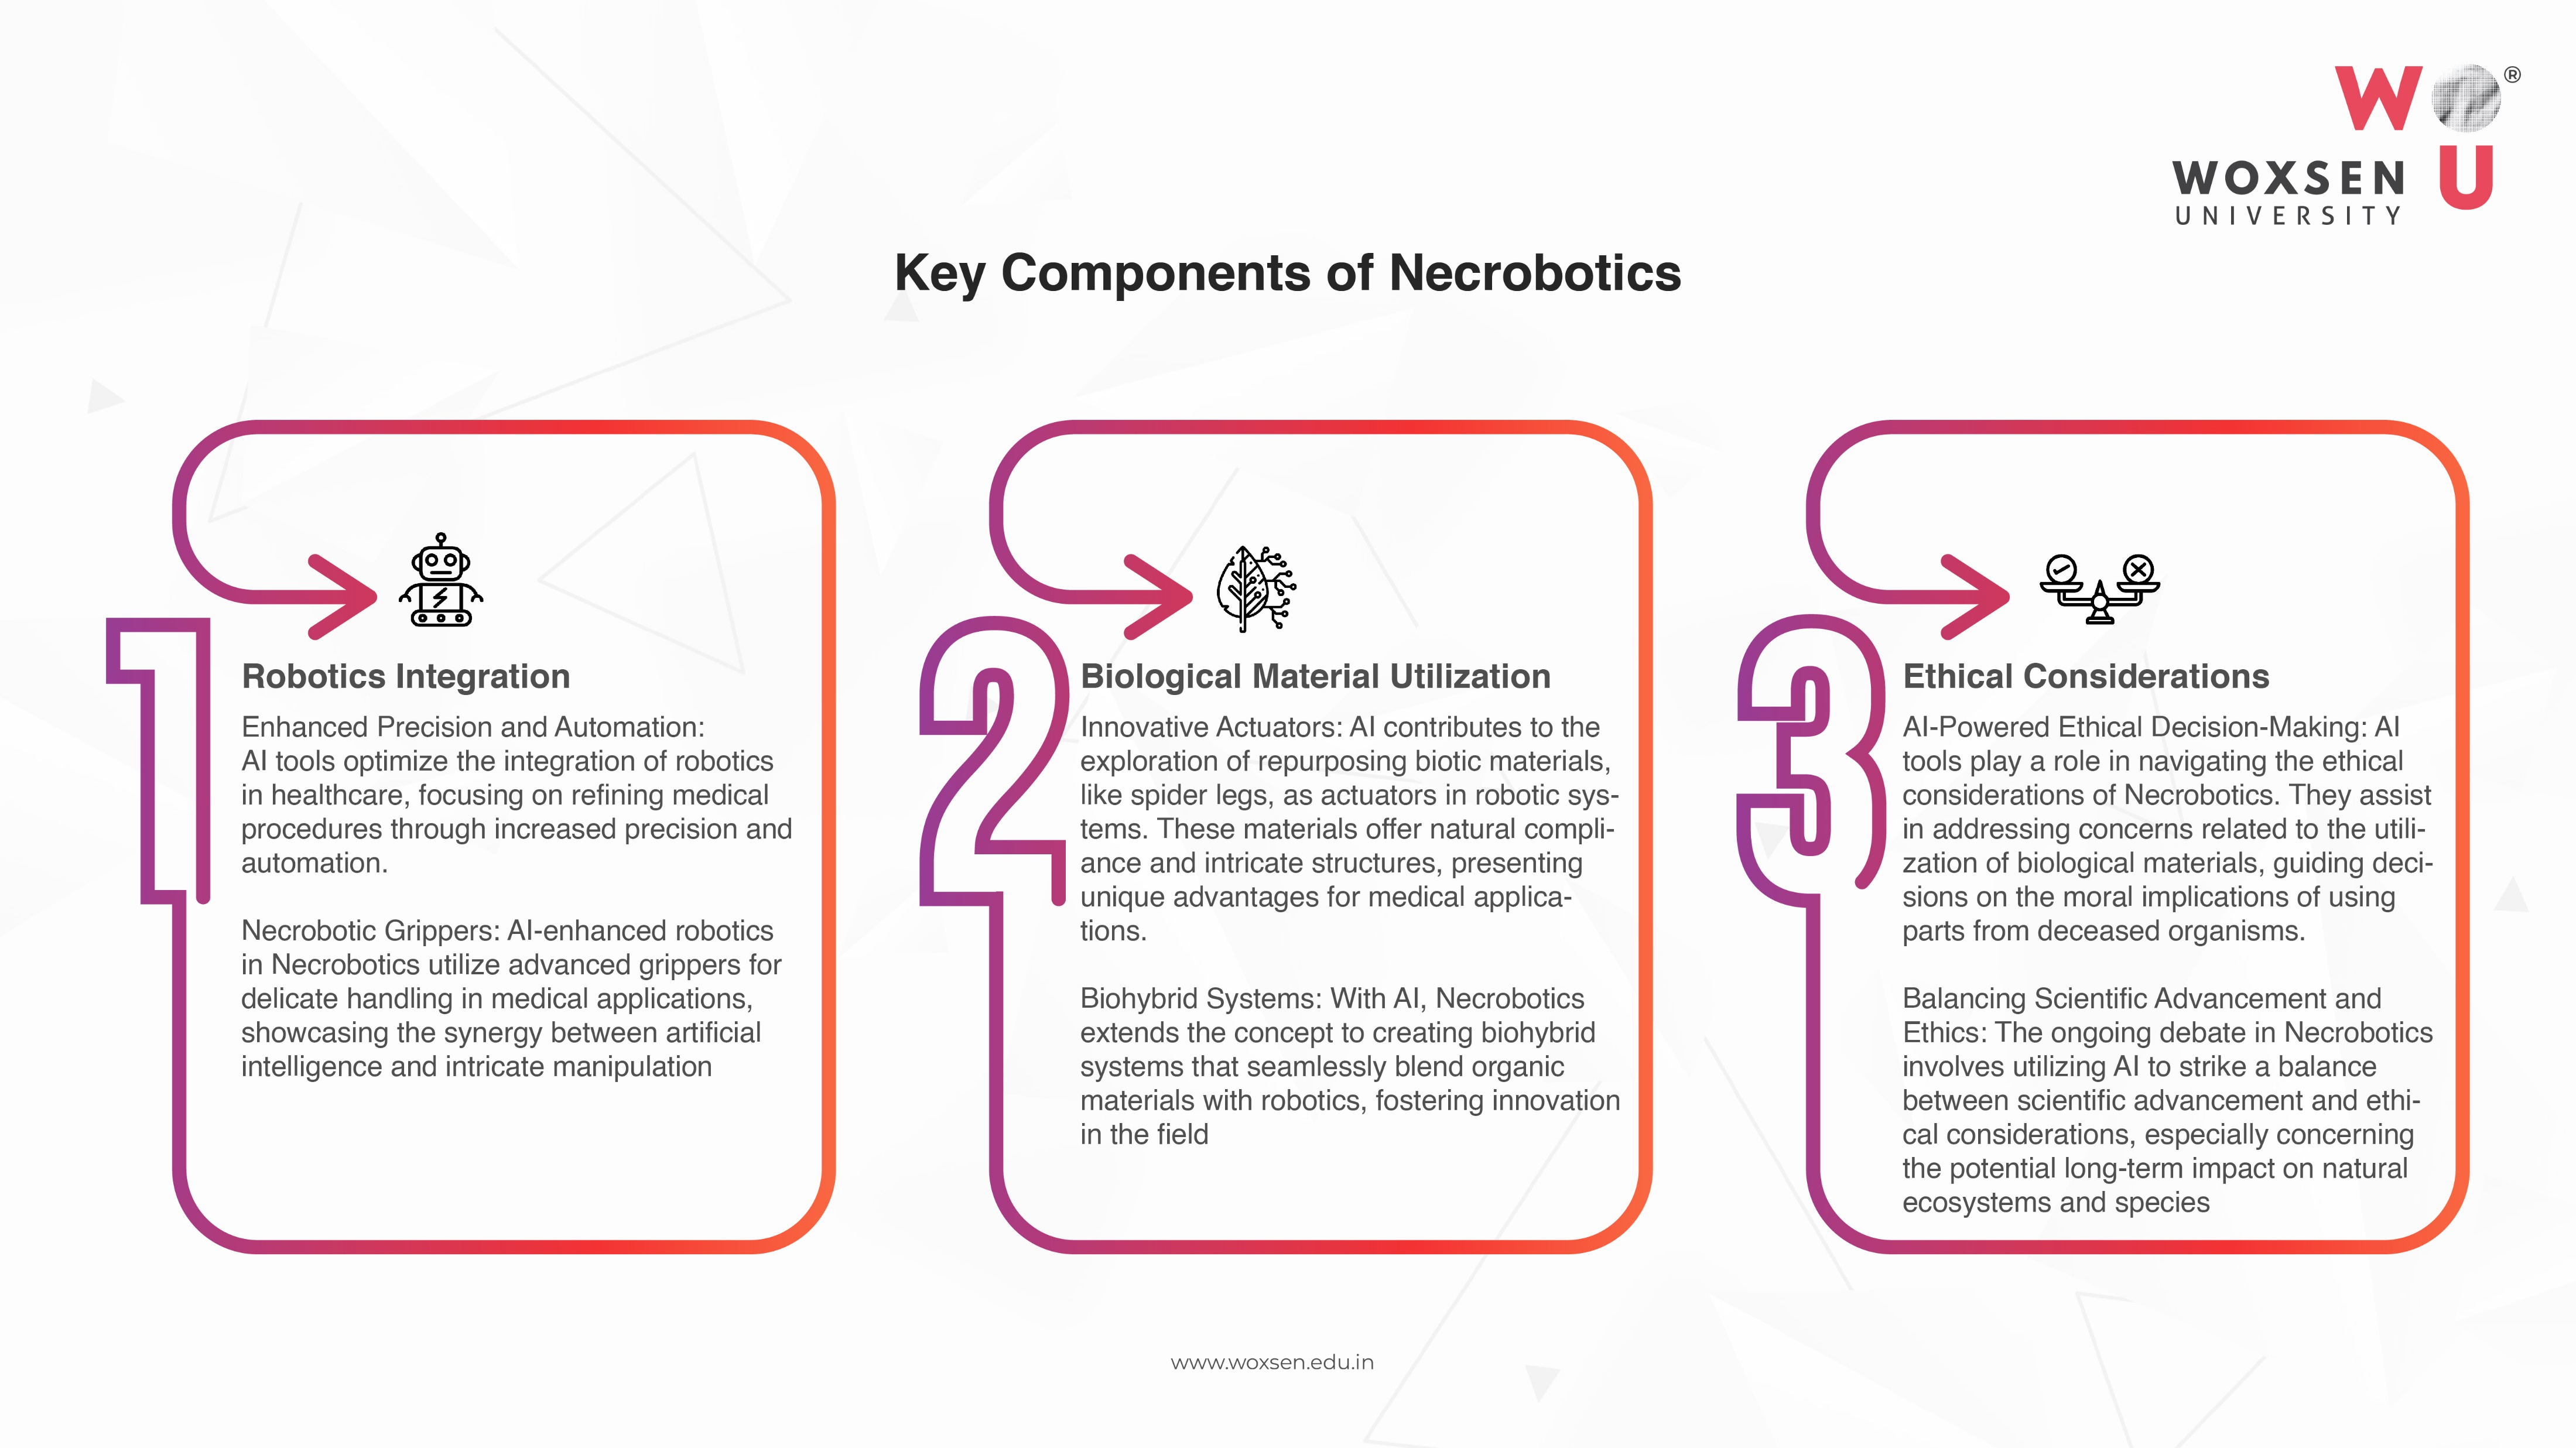 W ®
WOXSEN U
UNIVERSITY
Key Components of Necrobotics
1
Robotics Integration
Enhanced Precision and Automation:
AI tools optimize the integration of robotics
in healthcare, focusing on refining medical
procedures through increased precision and
automation.
Necrobotic Grippers: AI-enhanced robotics
in Necrobotics utilize advanced grippers for
delicate handling in medical applications,
showcasing the synergy between artificial
intelligence and intricate manipulation
2
Biological Material Utilization
Innovative Actuators: AI contributes to the
exploration of repurposing biotic materials,
like spider legs, as actuators in robotic sys-
tems. These materials offer natural compli-
ance and intricate structures, presenting
unique advantages for medical applica-
tions.
Biohybrid Systems: With AI, Necrobotics
extends the concept to creating biohybrid
systems that seamlessly blend organic
materials with robotics, fostering innovation
in the field
3
Ethical Considerations
AI-Powered Ethical Decision-Making: AI
tools play a role in navigating the ethical
considerations of Necrobotics. They assist
in addressing concerns related to the utili-
zation of biological materials, guiding deci-
sions on the moral implications of using
parts from deceased organisms.
Balancing Scientific Advancement and
Ethics: The ongoing debate in Necrobotics
involves utilizing AI to strike a balance
between scientific advancement and ethi-
cal considerations, especially concerning
the potential long-term impact on natural
ecosystems and species
www.woxsen.edu.in